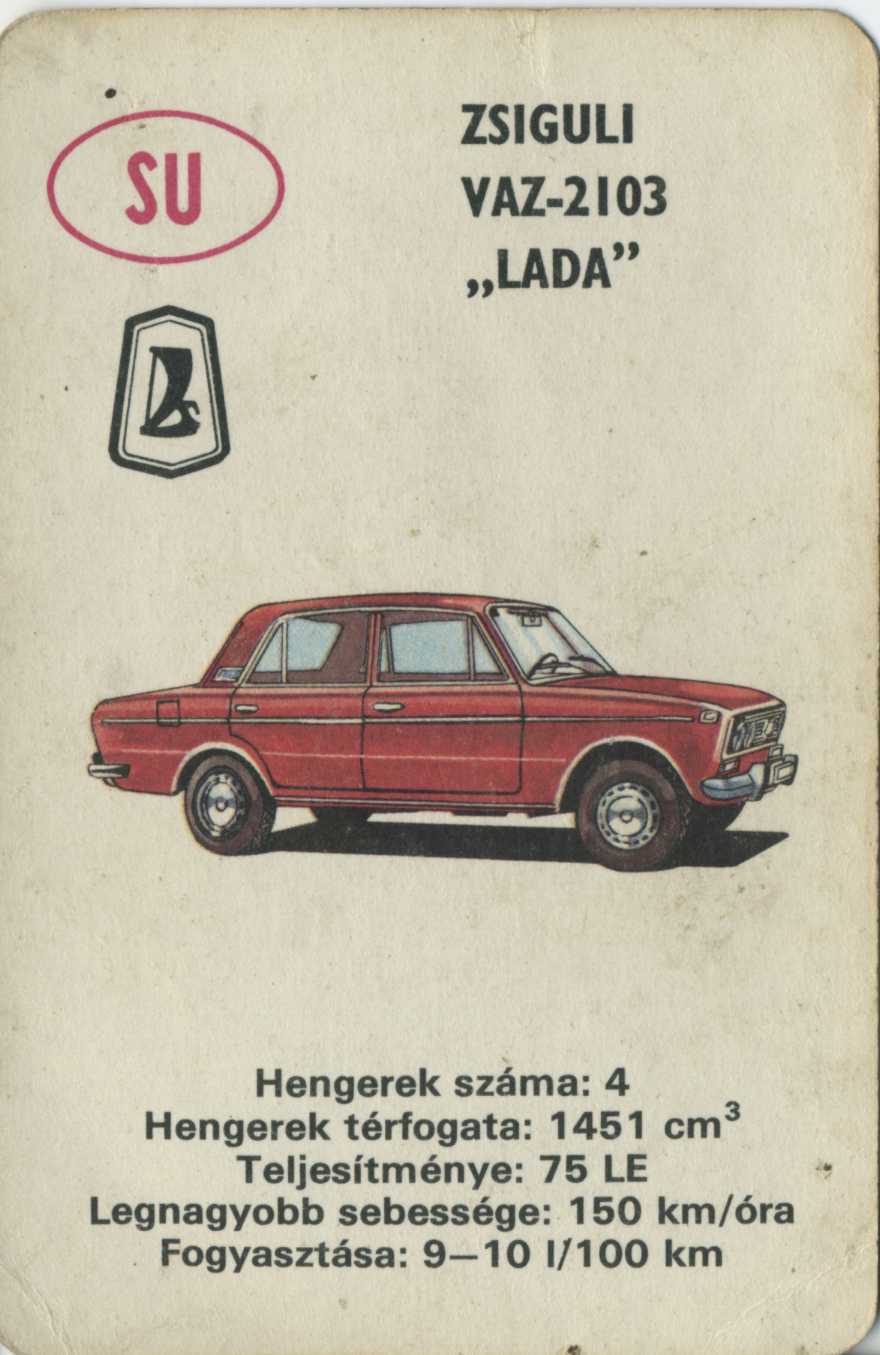 SU
ZSIGULI
VAZ-2103
„LADA”
Hengerek száma: 4
Hengerek térfogata: 1451 cm³
Teljesítménye: 75 LE
Legnagyobb sebessége: 150 km/óra
Fogyasztása: 9—10 l/100 km